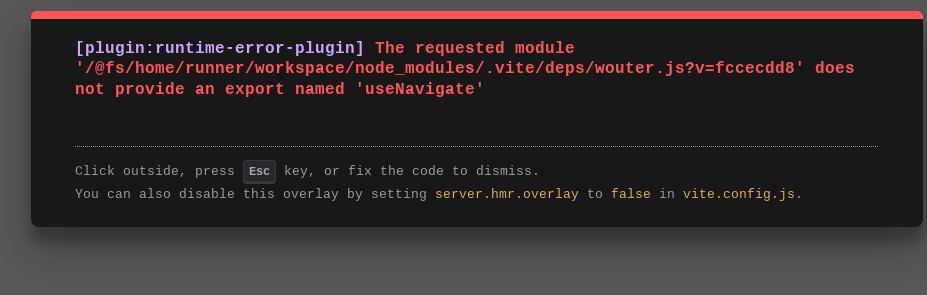 [plugin:runtime-error-plugin] The requested module
'/@fs/home/runner/workspace/node_modules/.vite/deps/wouter.js?v=fccecdd8' does
not provide an export named 'useNavigate'
Click outside, press Esc key, or fix the code to dismiss.
You can also disable this overlay by setting server.hmr.overlay to false in vite.config.js.